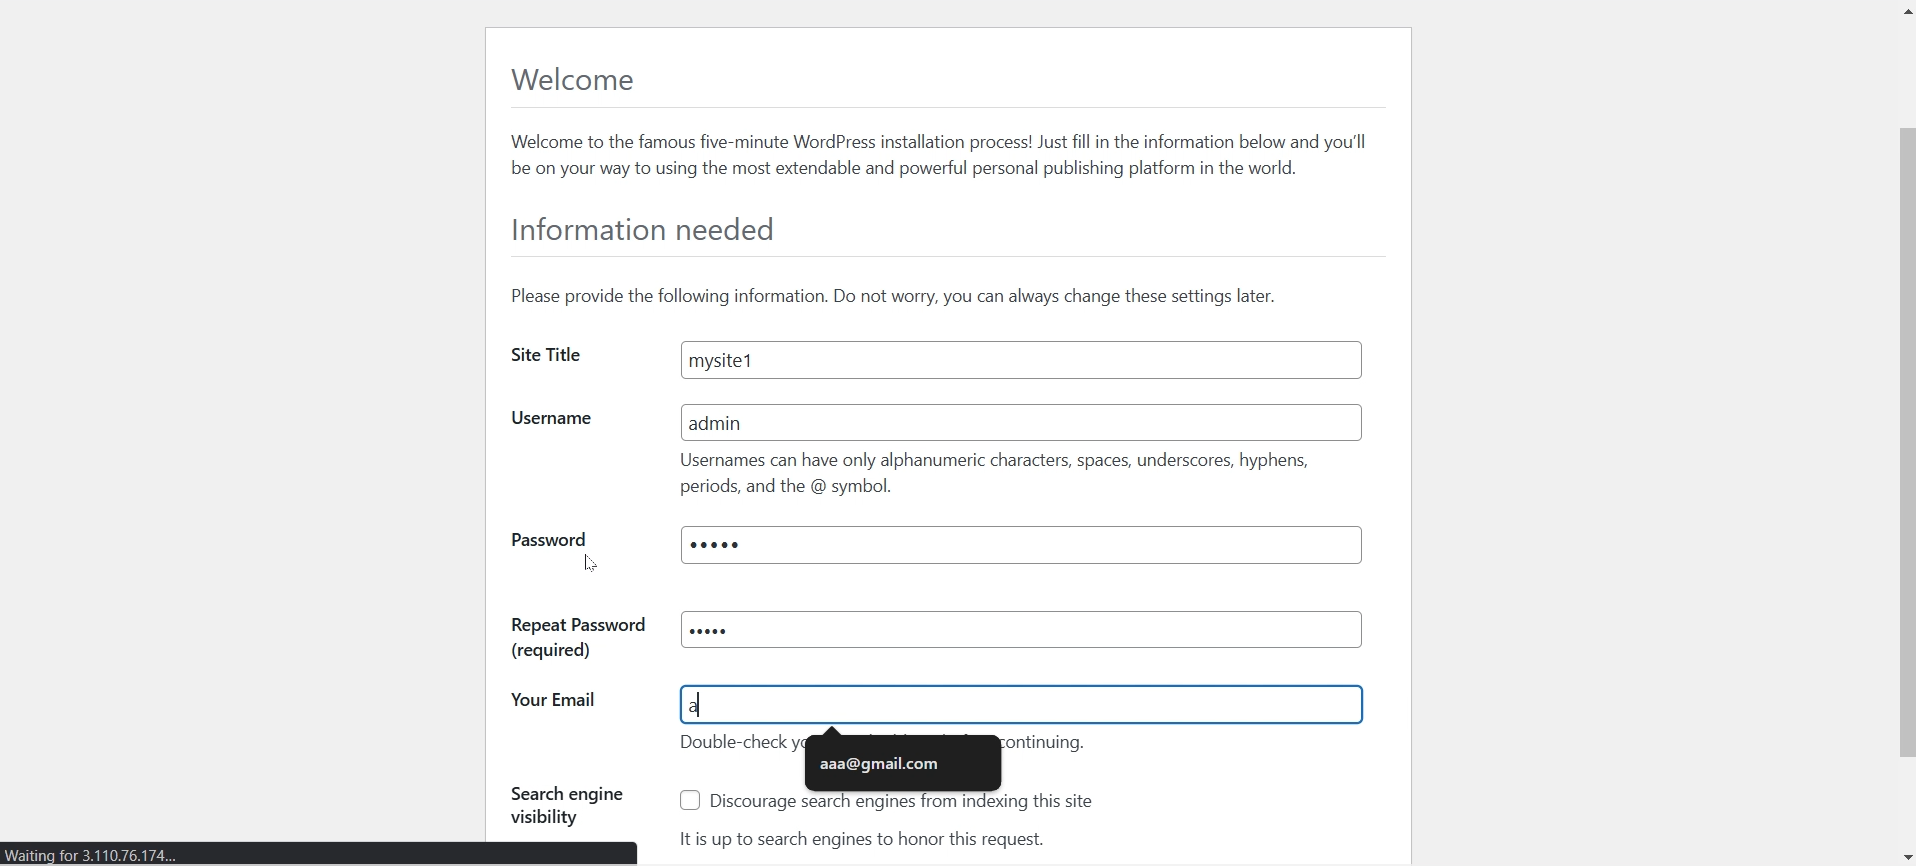 Welcome
Welcome to the famous five-minute WordPress installation process! Just fill in the information below and you'll
be on your way to using the most extendable and powerful personal publishing platform in the world.
Information needed
Please provide the following information. Do not worry, you can always change these settings later.
Site Title
mysite1
Username
admin
Usernames can have only alphanumeric characters, spaces, underscores, hyphens,
periods, and the @ symbol.
Password
•••••
Repeat Password
(required)
•••••
Your Email
a
Double-check continuing.
aaa@gmail.com
Search engine
visibility
Discourage search engines from indexing this site
It is up to search engines to honor this request.
Waiting for 3.110.76.174...